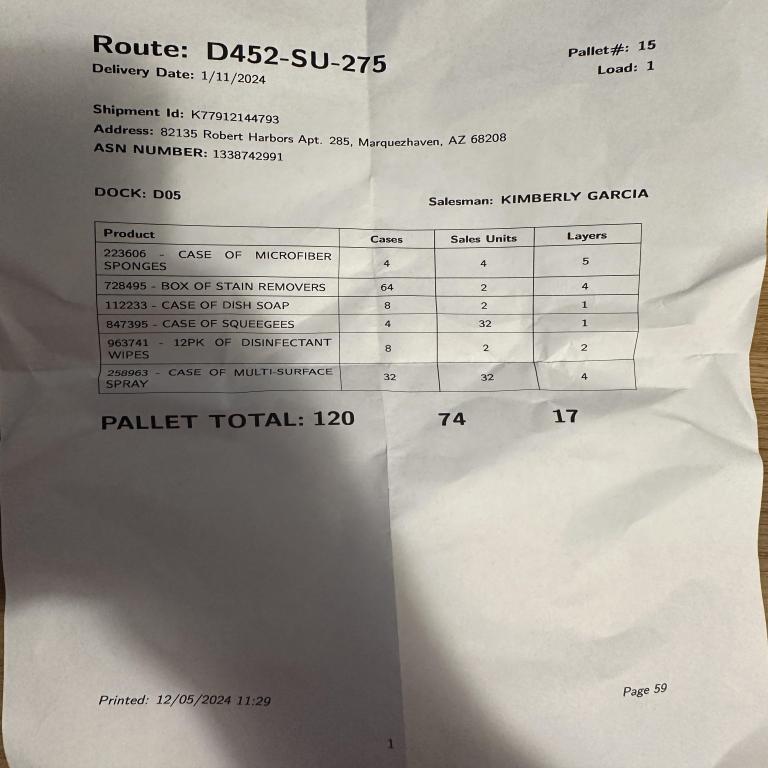 Route: D452-SU-275
Pallet#: 15
Delivery Date: 1/11/2024
Load: 1
Shipment Id: K77912144793
Address: 82135 Robert Harbors Apt. 285, Marquezhaven, AZ 68208
ASN NUMBER: 1338742991
DOCK: D05
Salesman: KIMBERLY GARCIA
Product Cases Sales Units Layers
223606 - CASE OF MICROFIBER
SPONGES 4 4 5
728495 - BOX OF STAIN REMOVERS 64 2 4
112233 - CASE OF DISH SOAP 8 2 1
847395 - CASE OF SQUEEGEES 4 32 1
963741 - 12PK OF DISINFECTANT
WIPES 8 2 2
258963 - CASE OF MULTI-SURFACE
SPRAY 32 32 4
PALLET TOTAL: 120 74 17
Printed: 12/05/2024 11:29
Page 59
1